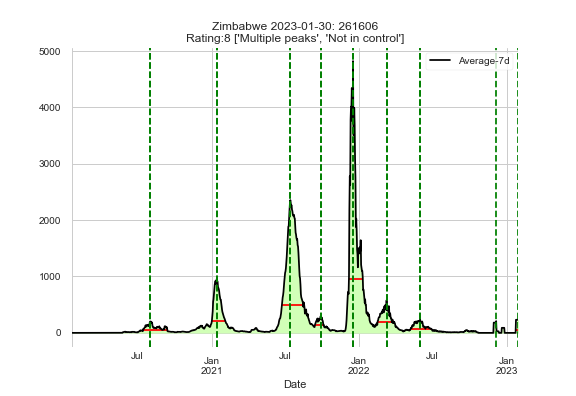 Zimbabwe 2023-01-30: 261606
Rating:8 ['Multiple peaks', 'Not in control']
Average-7d
5000
4000
3000
2000
1000
0
Jul
Jan
2021
Jul
Jan
2022
Jul
Jan
2023
Date